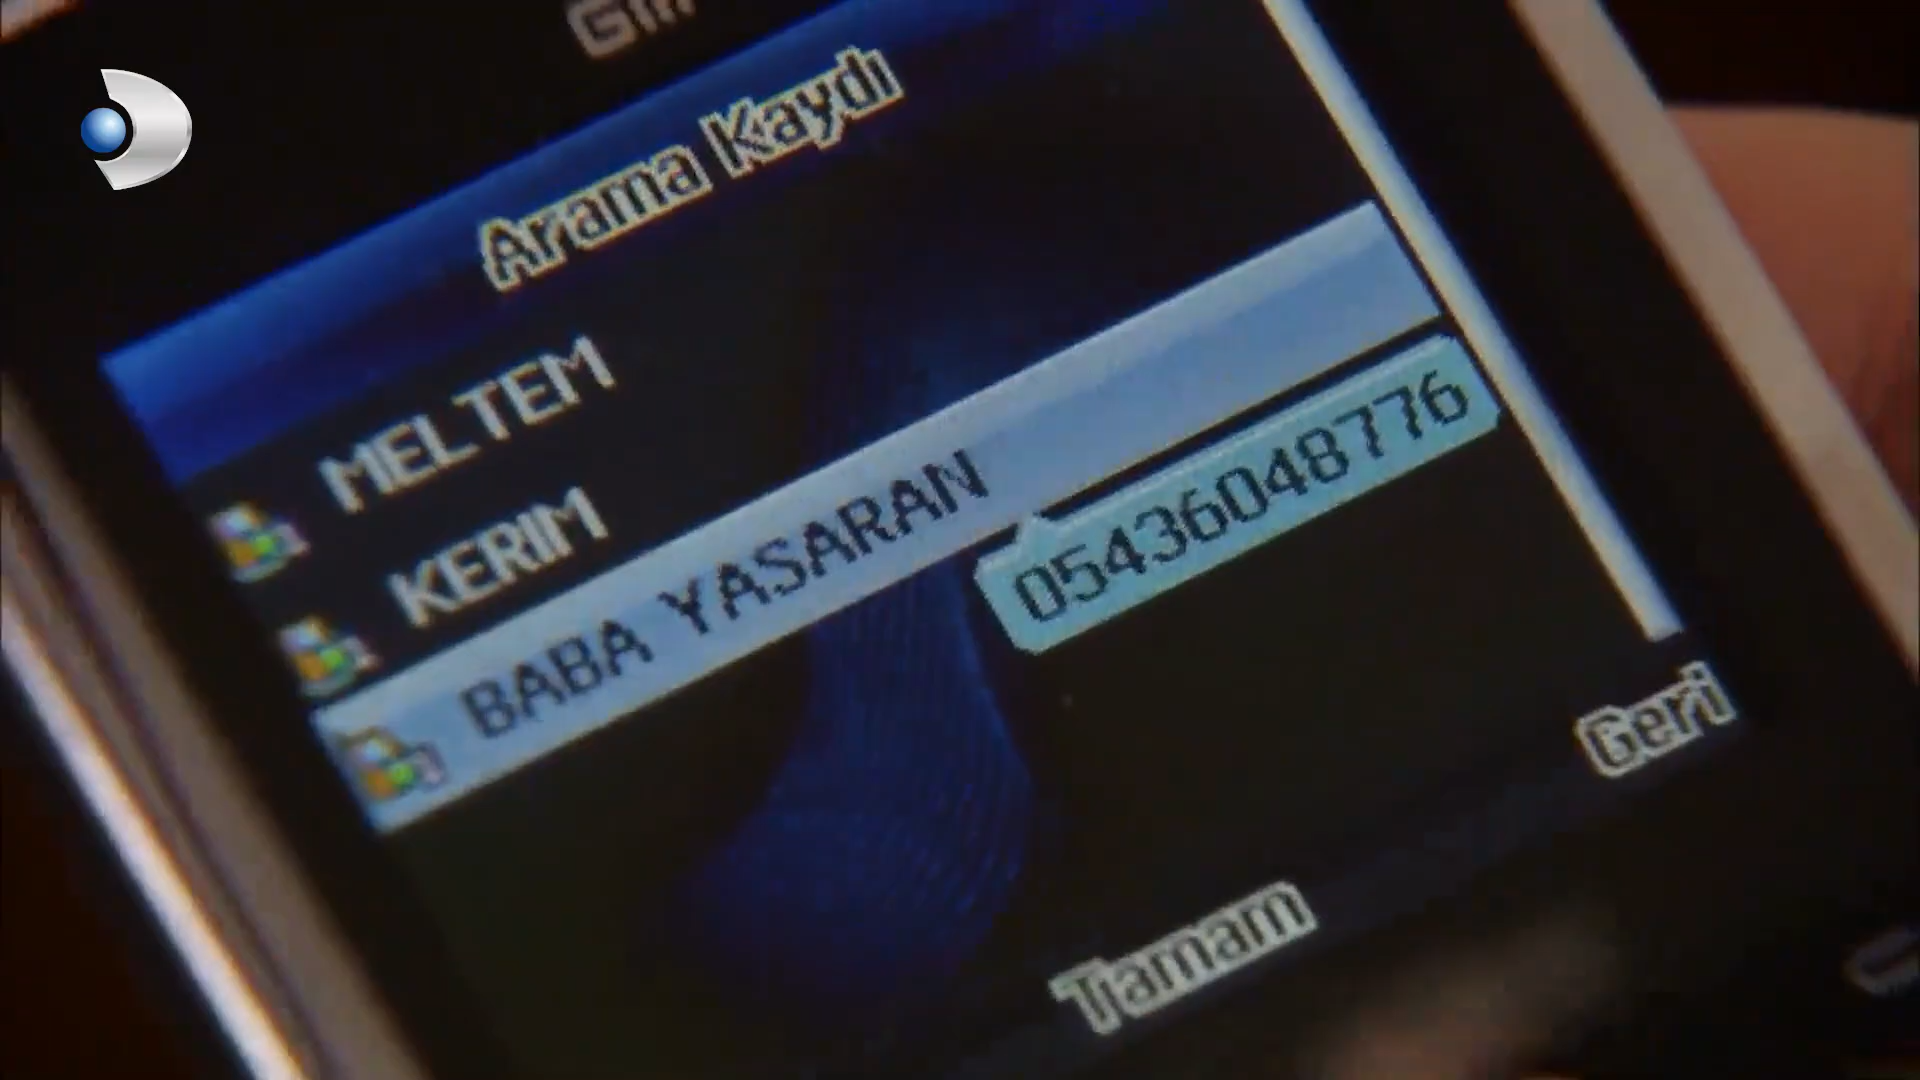 Arama Kaydı
MELTEM
KERIM
BABA YASARAN
05436048776
Geri
Tamam